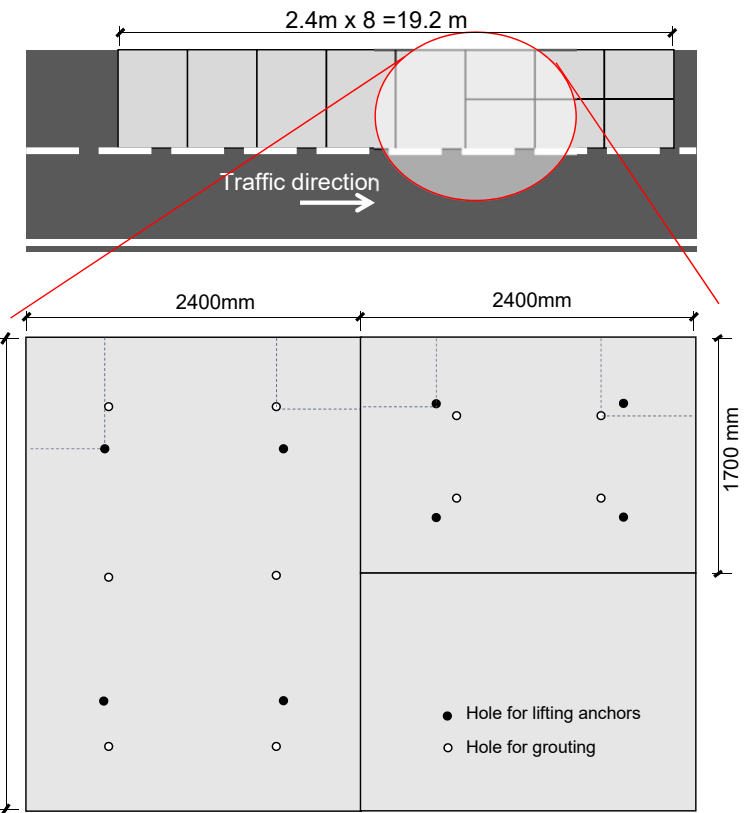 2.4m x 8 =19.2 m
Traffic direction
2400mm
2400mm
1700 mm
Hole for lifting anchors
Hole for grouting